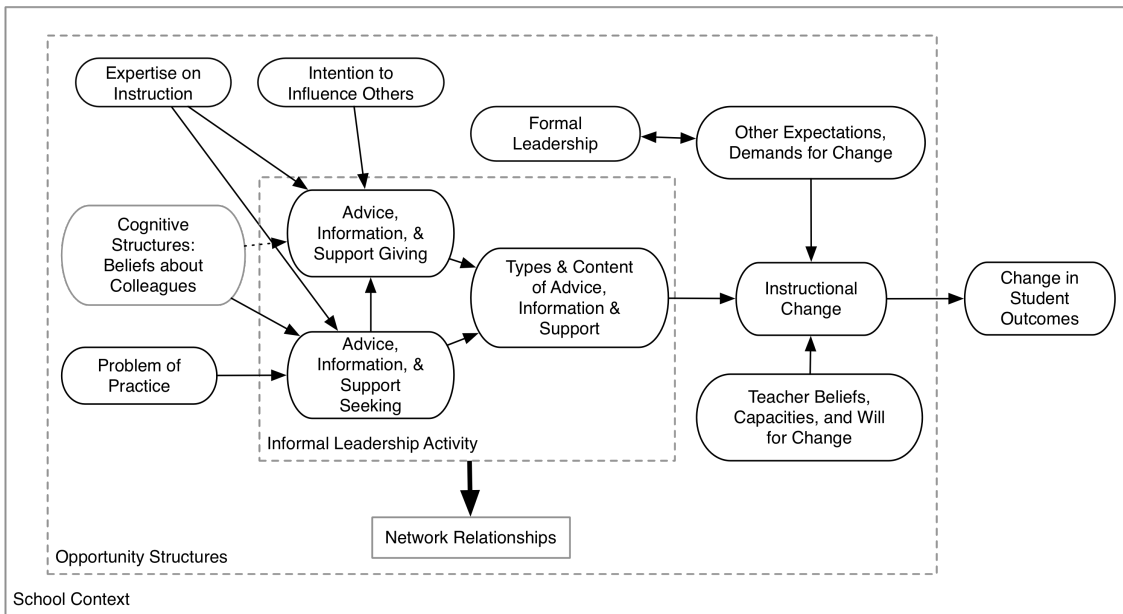 Expertise on
Instruction
Intention to
Influence Others
Formal
Leadership
Other Expectations,
Demands for Change
Cognitive
Structures:
Beliefs about
Colleagues
Advice,
Information, &
Support Giving
Types & Content
of Advice,
Information &
Support
Instructional
Change
Change in
Student
Outcomes
Problem of
Practice
Advice,
Information, &
Support
Seeking
Teacher Beliefs,
Capacities, and Will
for Change
Informal Leadership Activity
Network Relationships
Opportunity Structures
School Context